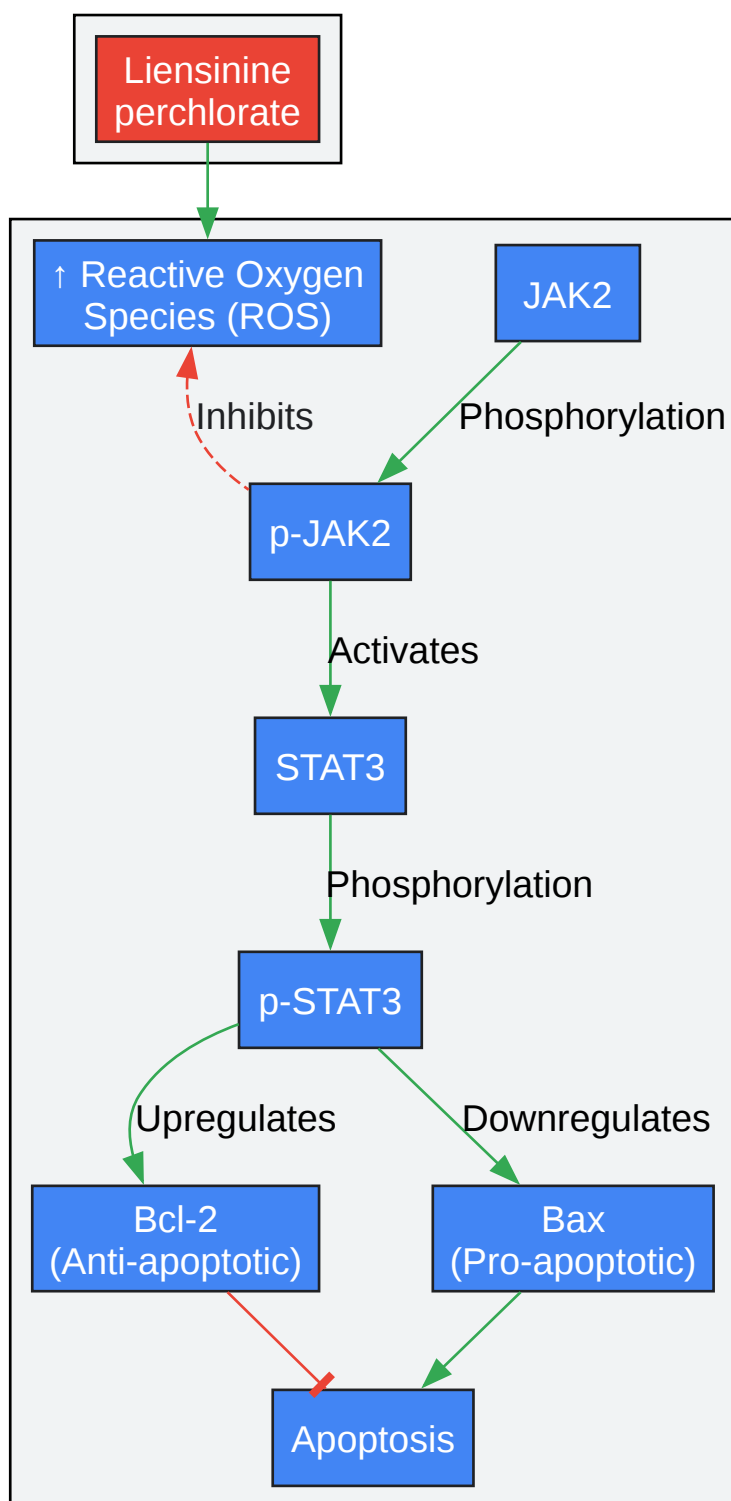 Liensinine
perchlorate
↑ Reactive Oxygen
Species (ROS)
JAK2
Inhibits
Phosphorylation
p-JAK2
Activates
STAT3
Phosphorylation
p-STAT3
Upregulates
Downregulates
Bcl-2
(Anti-apoptotic)
Bax
(Pro-apoptotic)
Apoptosis